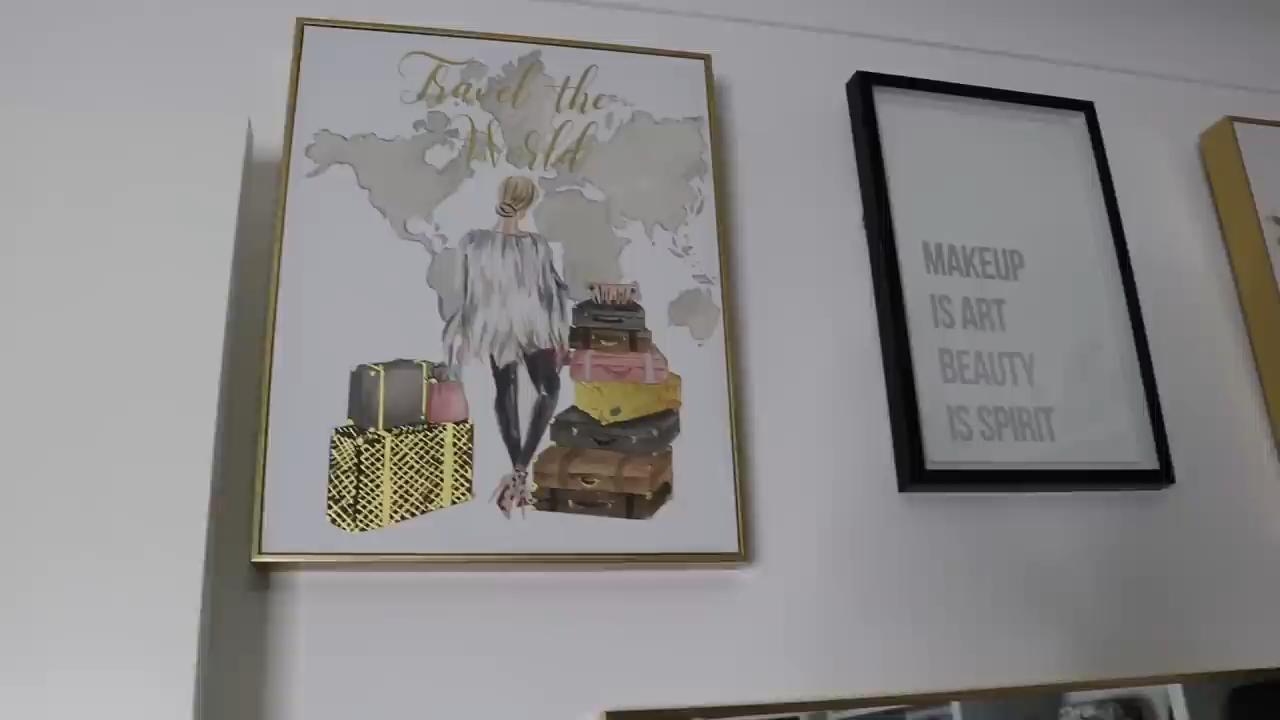 Travel the
World
MAKEUP
IS ART
BEAUTY
IS SPIRIT